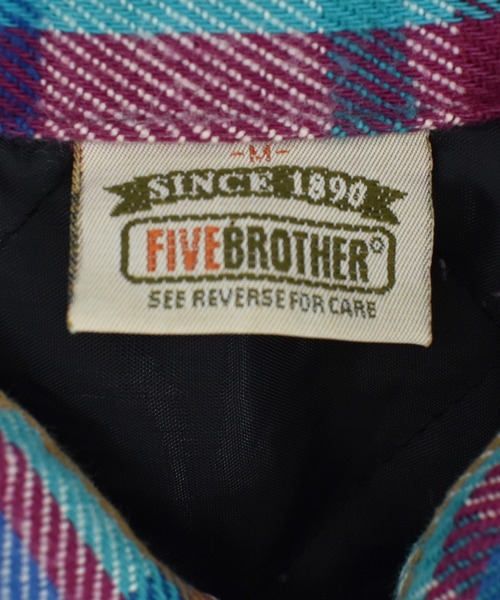 -M-
SINCE 1890
FIVEBROTHER®
SEE REVERSE FOR CARE